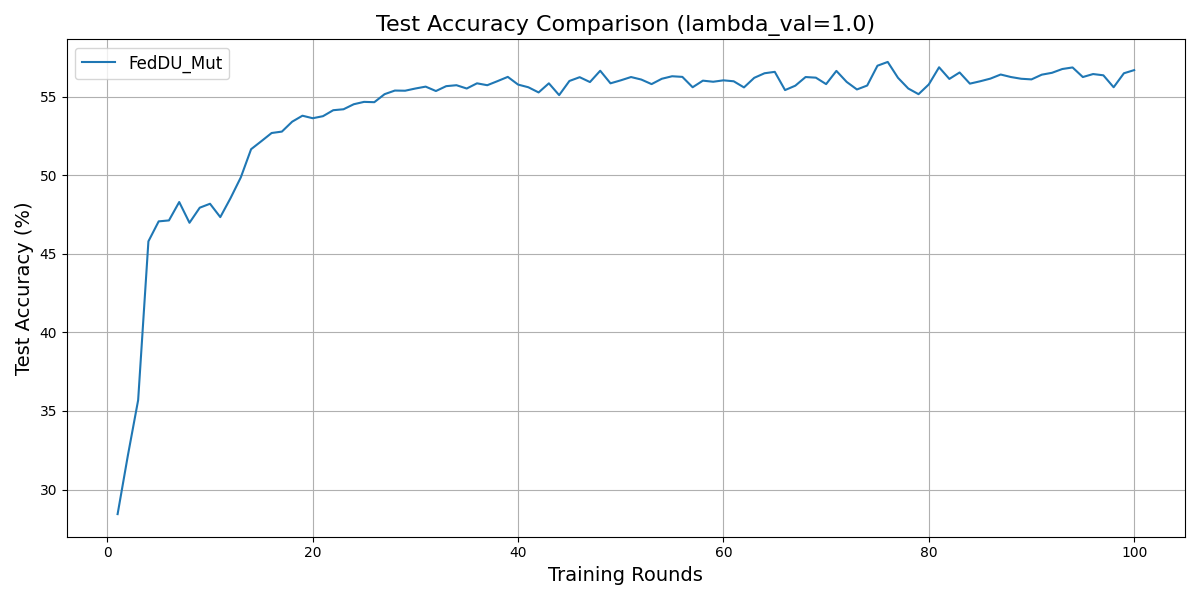 Test Accuracy Comparison (lambda_val=1.0)
FedDU_Mut
Test Accuracy (%)
55
50
45
40
35
30
0 20 40 60 80 100
Training Rounds